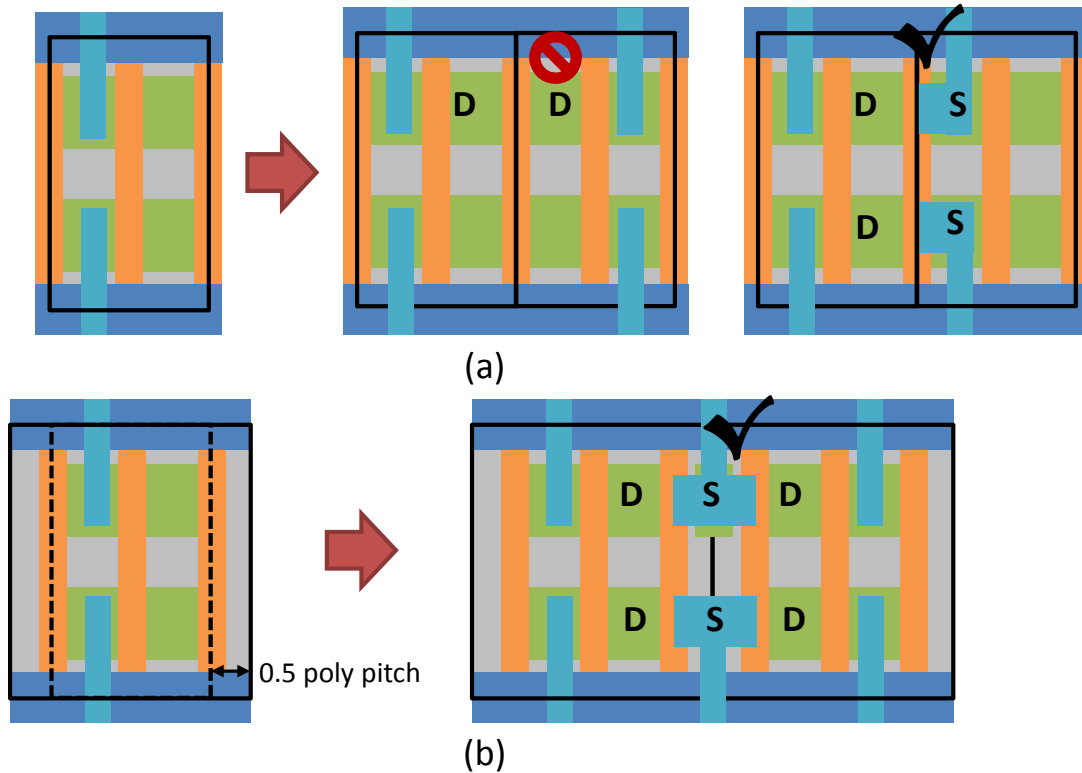 D D D S
D S
(a)
D S D
D S D
0.5 poly pitch
(b)